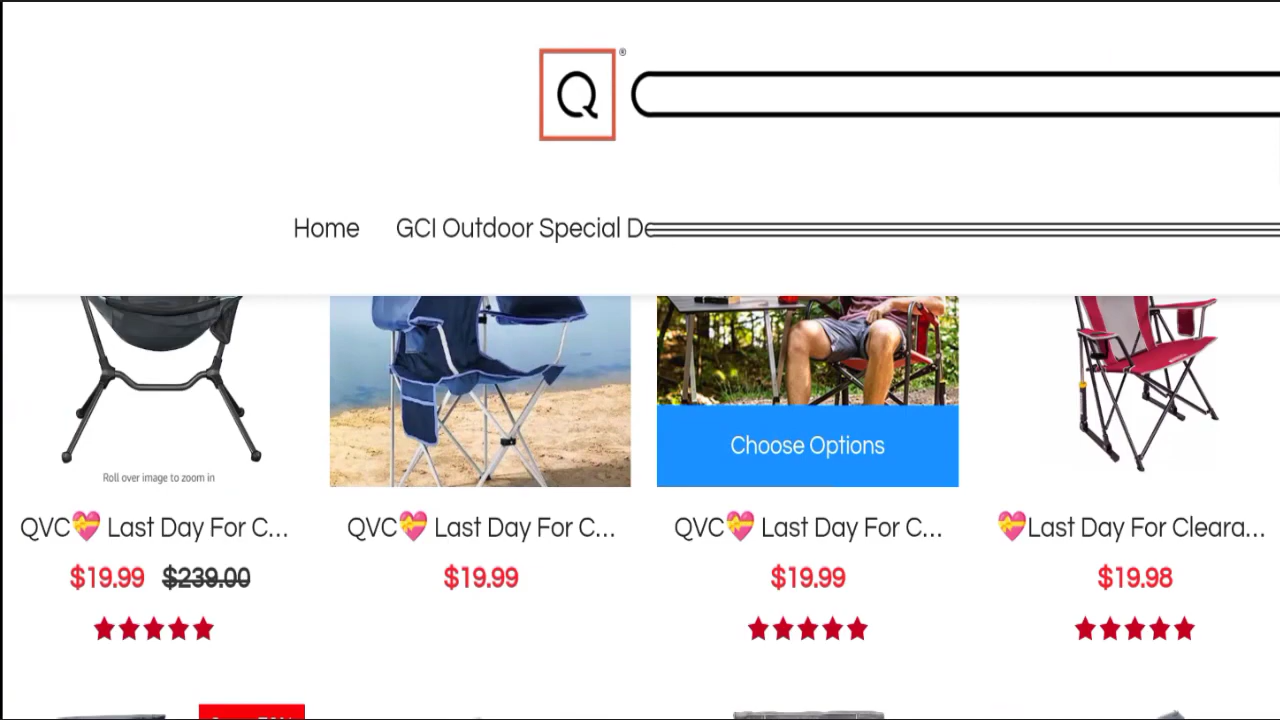 Q®
Home GCI Outdoor Special De
Roll over image to zoom in
Choose Options
QVC💝 Last Day For C...
QVC💝 Last Day For C...
QVC💝 Last Day For C...
💝Last Day For Cleara...
$19.99 $239.00
$19.99
$19.99
$19.98